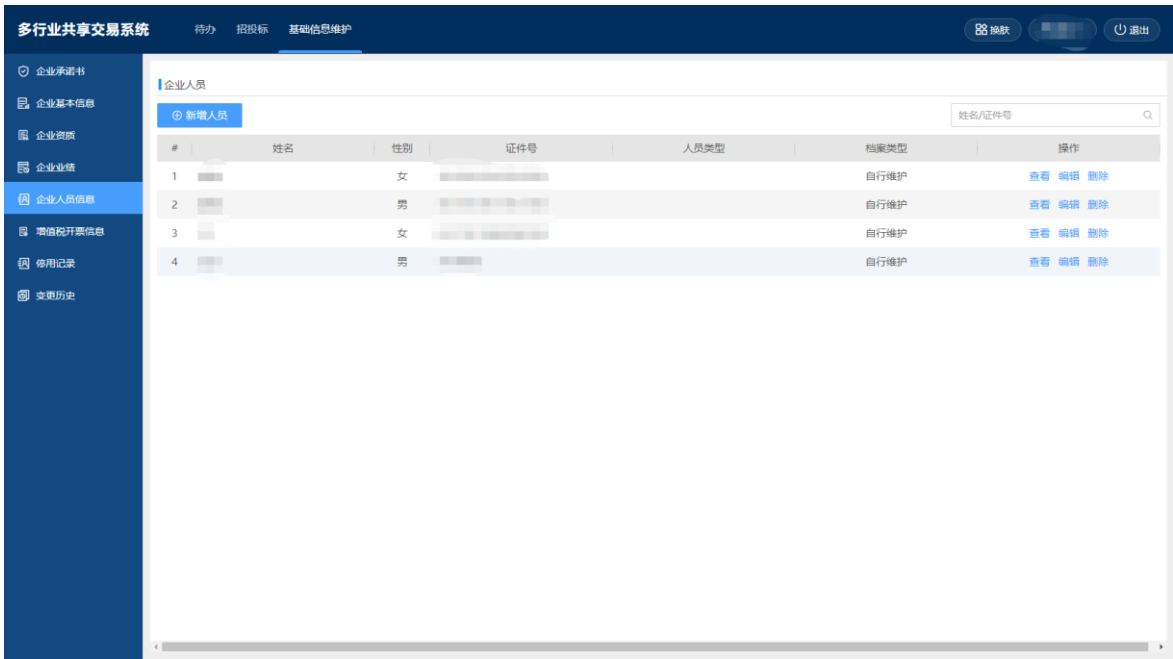 多行业共享交易系统 待办 招投标 基础信息维护 换肤 退出
企业承诺书
企业基本信息
企业资质
企业业绩
企业人员信息
增值税开票信息
停用记录
变更历史
企业人员
新增人员 姓名/证件号
# 姓名 性别 证件号 人员类型 档案类型 操作
1 女 自行维护 查看 编辑 删除
2 男 自行维护 查看 编辑 删除
3 女 自行维护 查看 编辑 删除
4 男 自行维护 查看 编辑 删除